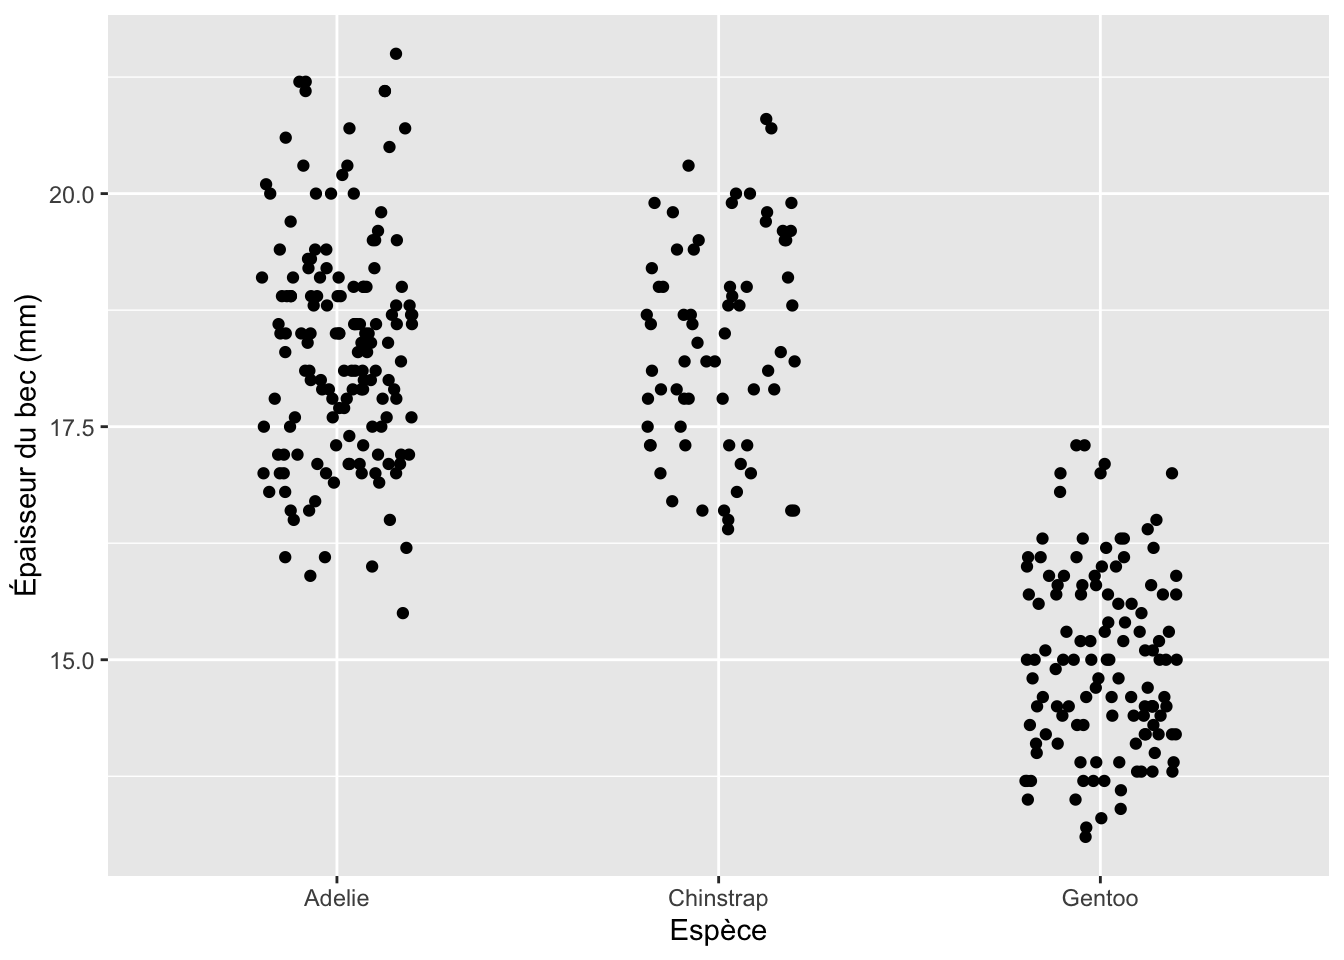 Épaisseur du bec (mm)
20.0
17.5
15.0
Adelie
Chinstrap
Gentoo
Espèce